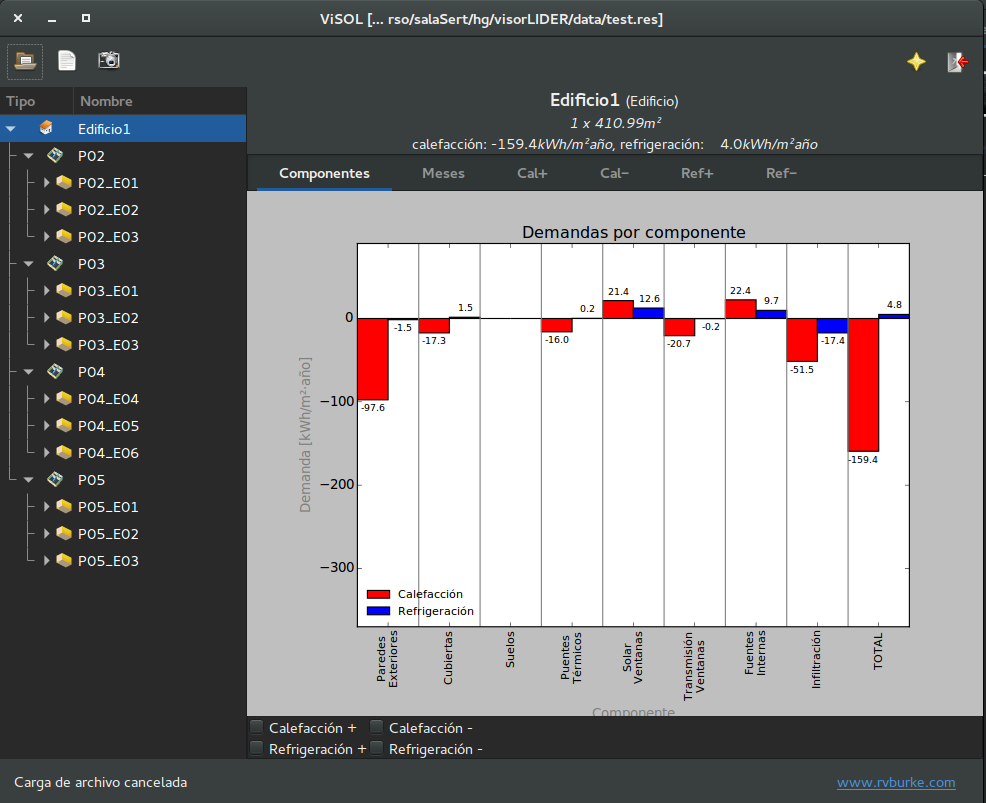 ViSOL [... rso/salaSert/hg/visorLIDER/data/test.res]
Tipo Nombre
Edificio1
P02
P02_E01
P02_E02
P02_E03
P03
P03_E01
P03_E02
P03_E03
P04
P04_E04
P04_E05
P04_E06
P05
P05_E01
P05_E02
P05_E03
Edificio1 (Edificio)
1 x 410.99m²
calefacción: -159.4kWh/m²año, refrigeración: 4.0kWh/m²año
Componentes Meses Cal+ Cal− Ref+ Ref−
Demandas por componente
Demanda [kWh/m²·año]
0
−100
−200
−300
-97.6
-1.5
-17.3
1.5
-16.0
0.2
21.4
12.6
-20.7
-0.2
22.4
9.7
-51.5
-17.4
-159.4
4.8
Calefacción
Refrigeración
Paredes
Exteriores
Cubiertas
Suelos
Puentes
Térmicos
Solar
Ventanas
Transmisión
Ventanas
Fuentes
Internas
Infiltración
TOTAL
Componente
Calefacción + Calefacción -
Refrigeración + Refrigeración -
Carga de archivo cancelada
www.rvburke.com